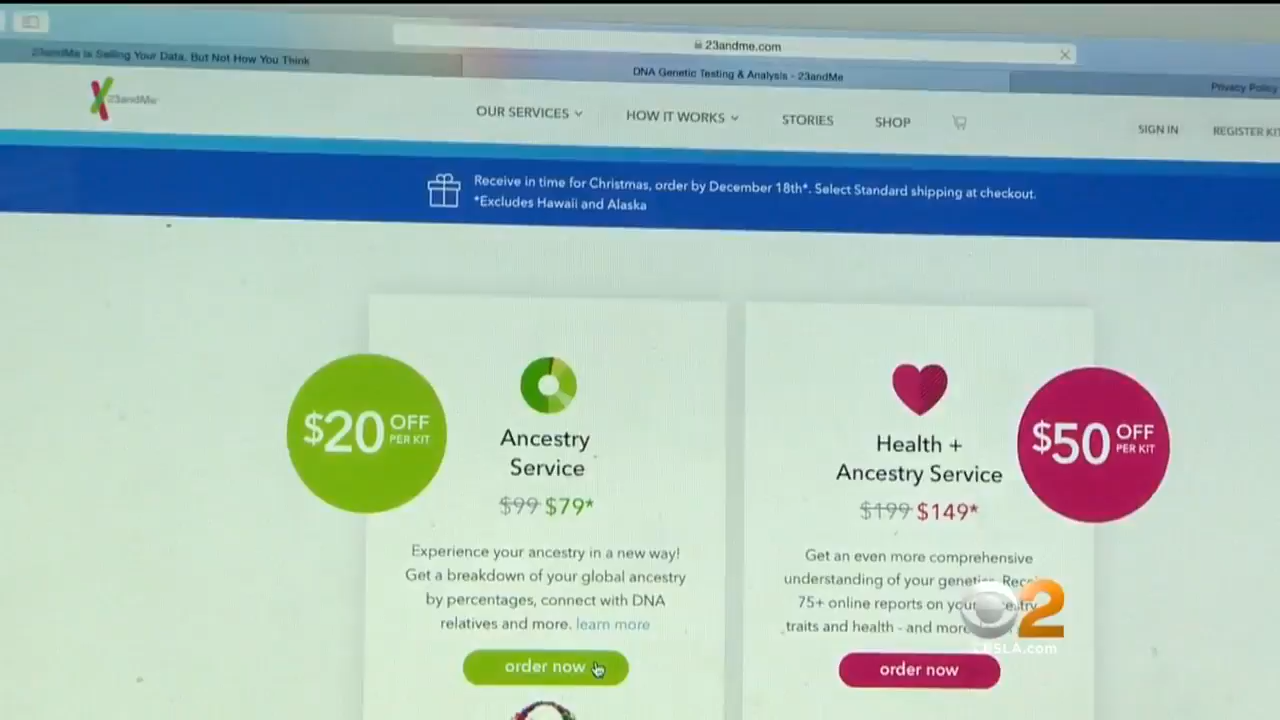 23andme.com
23andMe is Selling Your Data, But Not How You Think
DNA Genetic Testing & Analysis - 23andMe
Privacy Policy
23andMe
OUR SERVICES
HOW IT WORKS
STORIES
SHOP
SIGN IN
REGISTER KIT
Receive in time for Christmas, order by December 18th*. Select Standard shipping at checkout.
*Excludes Hawaii and Alaska
$20 OFF
PER KIT
Ancestry
Service
$99 $79*
Experience your ancestry in a new way!
Get a breakdown of your global ancestry
by percentages, connect with DNA
relatives and more. learn more
order now
Health +
Ancestry Service
$50 OFF
PER KIT
$199 $149*
Get an even more comprehensive
understanding of your genetics.
75+ online reports on your
traits and health - and more
order now
2
CBSLA.com